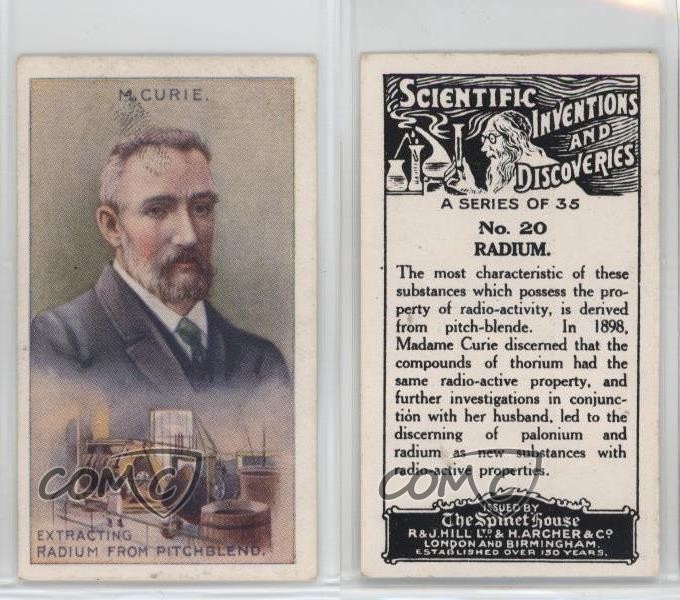 M. CURIE.
EXTRACTING
RADIUM FROM PITCHBLEND.
COMC
SCIENTIFIC
INVENTIONS
AND
DISCOVERIES
A SERIES OF 35
No. 20
RADIUM.
The most characteristic of these
substances which possess the pro-
perty of radio-activity, is derived
from pitch-blende. In 1898,
Madame Curie discerned that the
compounds of thorium had the
same radio-active property, and
further investigations in conjunc-
tion with her husband, led to the
discerning of palonium and
radium as new substances with
radio-active properties.
COMC
ISSUED BY
The Spinet House
R & J. HILL LTD & H. ARCHER & CO
LONDON AND BIRMINGHAM.
ESTABLISHED OVER 150 YEARS.